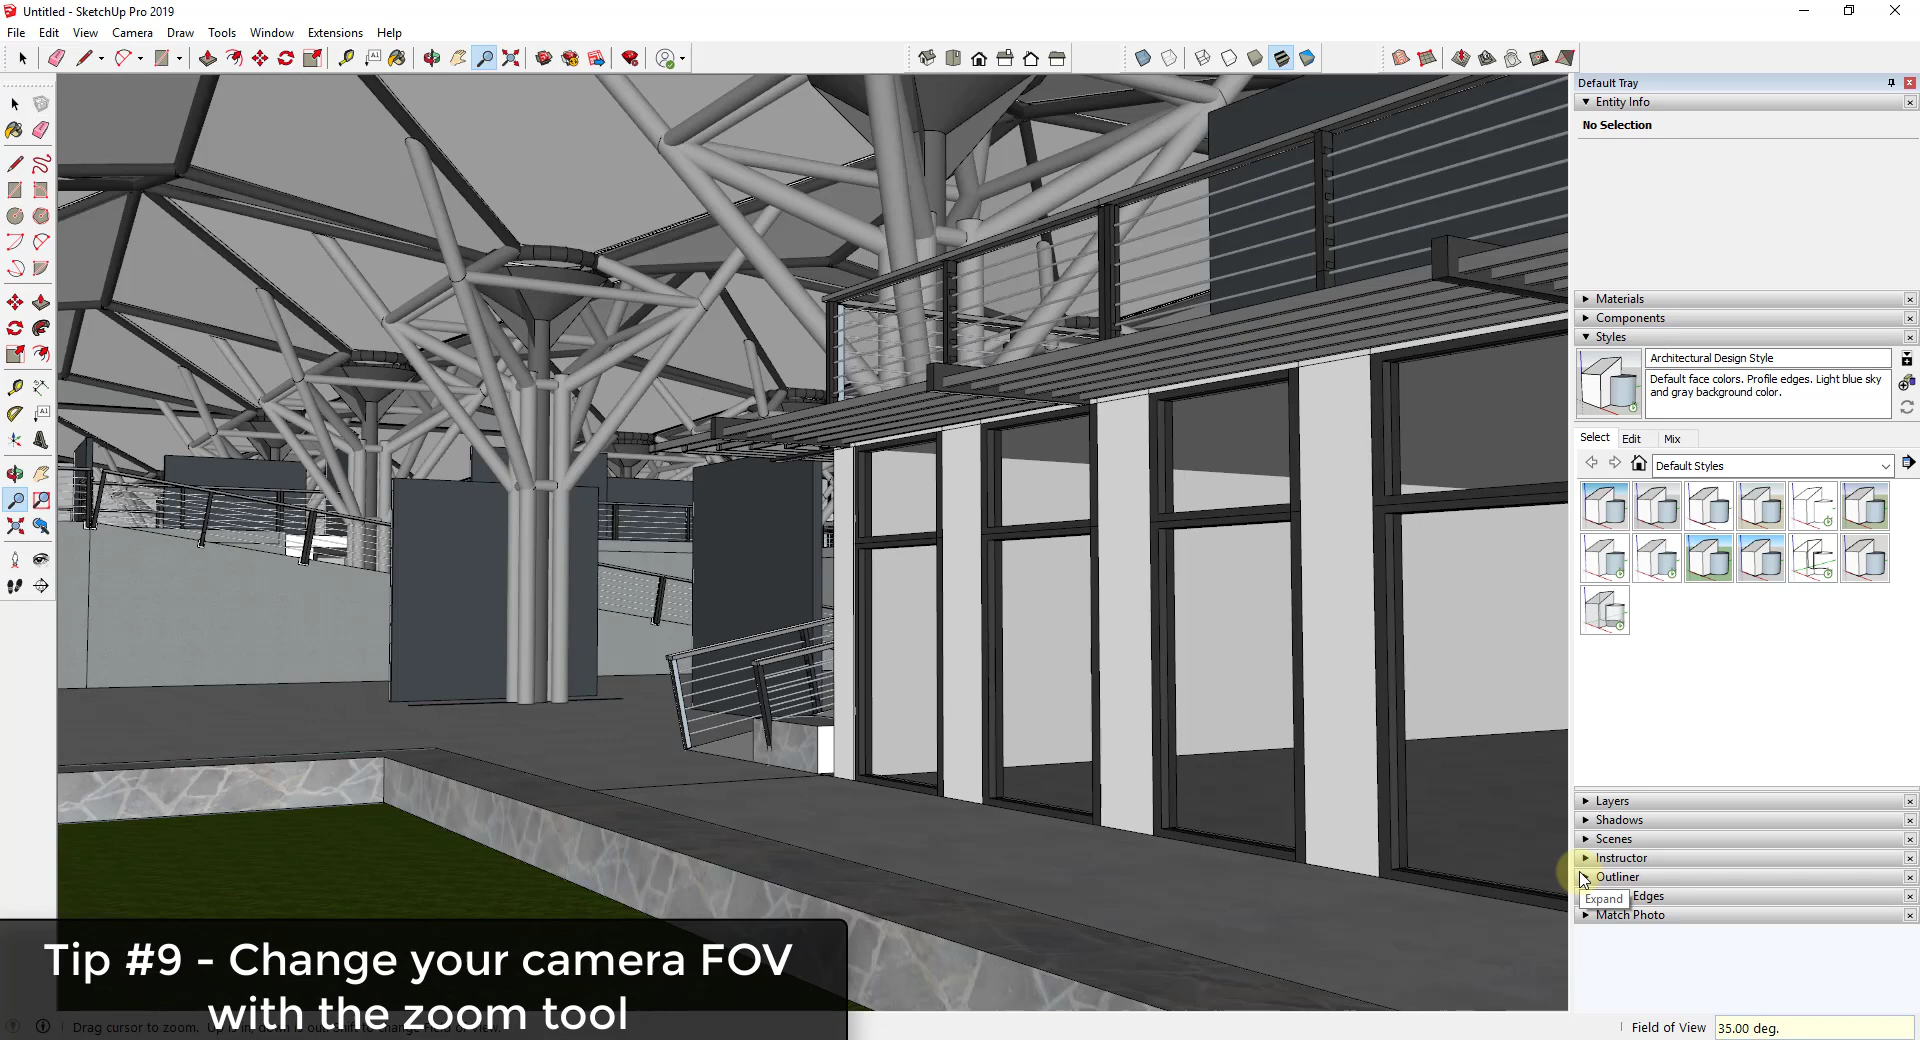 Untitled - SketchUp Pro 2019
File Edit View Camera Draw Tools Window Extensions Help
Default Tray
Entity Info
No Selection
Materials
Components
Styles
Architectural Design Style
Default face colors. Profile edges. Light blue sky
and gray background color.
Select Edit Mix
Default Styles
Layers
Shadows
Scenes
Instructor
Outliner
Expand
Edges
Match Photo
Tip #9 - Change your camera FOV
with the zoom tool
Drag cursor to zoom.
Field of View 35.00 deg.